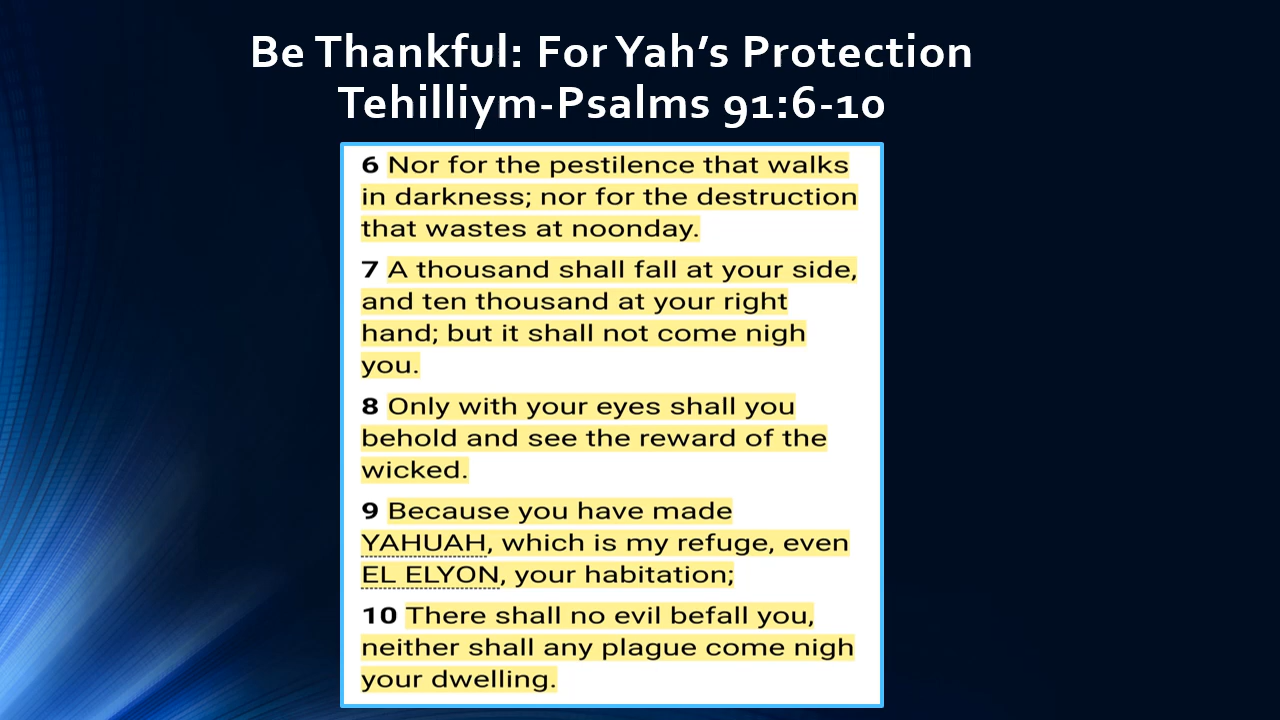 Be Thankful: For Yah’s Protection
Tehilliym-Psalms 91:6-10
6 Nor for the pestilence that walks
in darkness; nor for the destruction
that wastes at noonday.
7 A thousand shall fall at your side,
and ten thousand at your right
hand; but it shall not come nigh
you.
8 Only with your eyes shall you
behold and see the reward of the
wicked.
9 Because you have made
YAHUAH, which is my refuge, even
EL ELYON, your habitation;
10 There shall no evil befall you,
neither shall any plague come nigh
your dwelling.